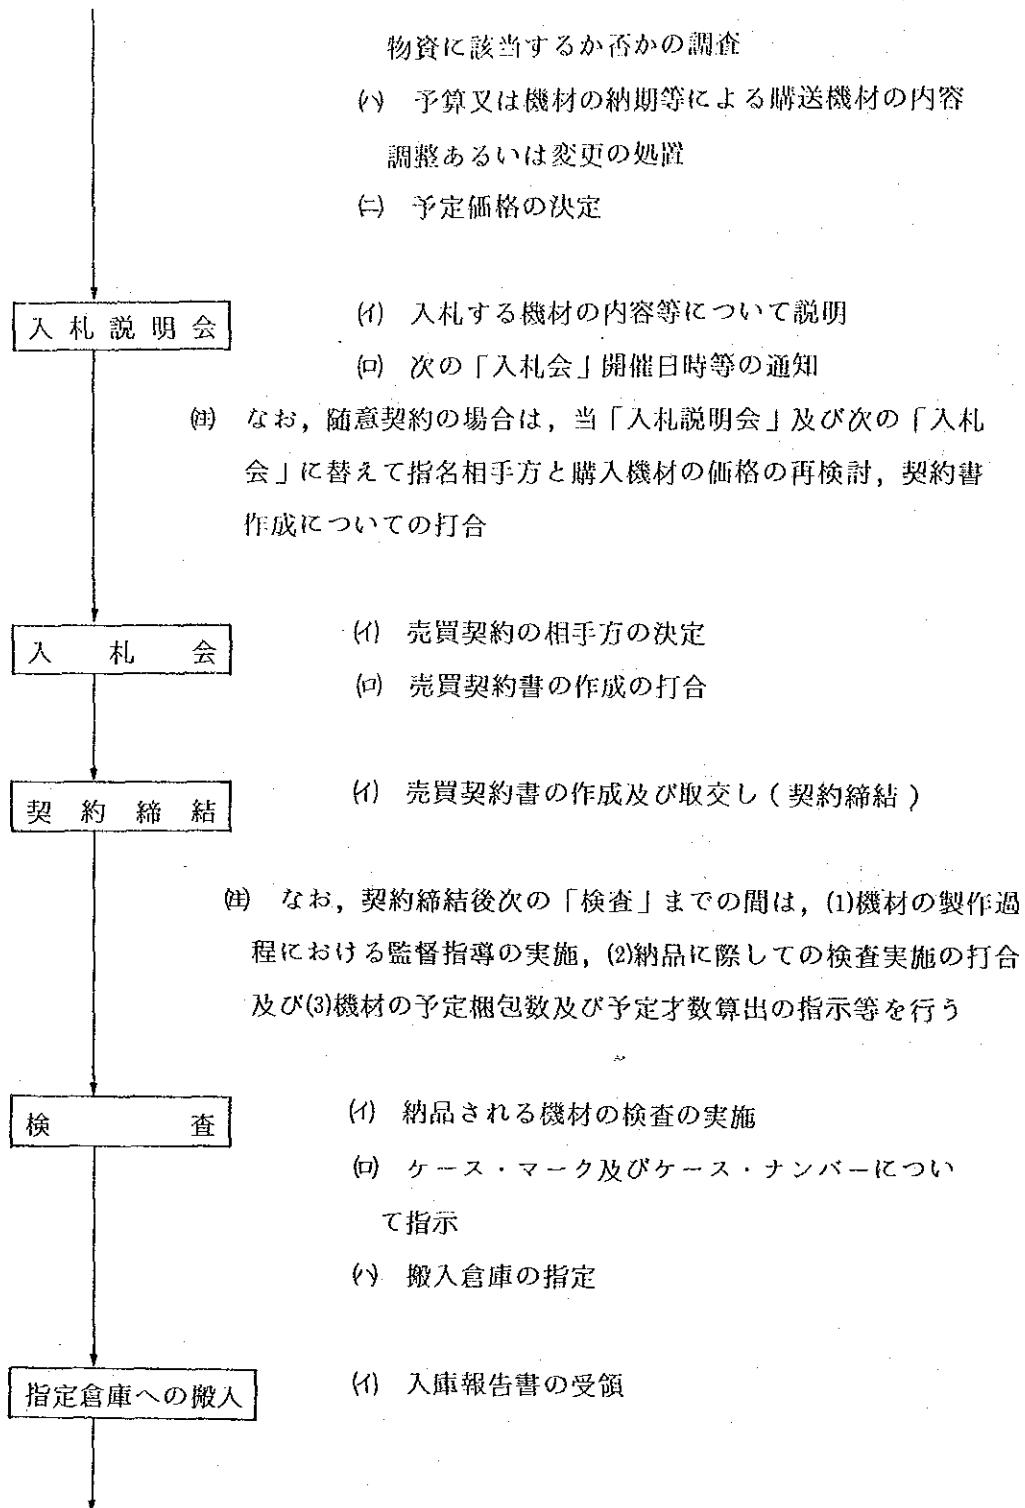 物資に該当するか否かの調査
(ハ) 予算又は機材の納期等による購送機材の内容
調整あるいは変更の処置
(ニ) 予定価格の決定
入札説明会
(イ) 入札する機材の内容等について説明
(ロ) 次の「入札会」開催日時等の通知
(注) なお，随意契約の場合は，当「入札説明会」及び次の「入札
会」に替えて指名相手方と購入機材の価格の再検討，契約書
作成についての打合
入札会
(イ) 売買契約の相手方の決定
(ロ) 売買契約書の作成の打合
契約締結
(イ) 売買契約書の作成及び取交し（契約締結）
(注) なお，契約締結後次の「検査」までの間は，(1)機材の製作過
程における監督指導の実施，(2)納品に際しての検査実施の打合
及び(3)機材の予定梱包数及び予定才数算出の指示等を行う
検査
(イ) 納品される機材の検査の実施
(ロ) ケース・マーク及びケース・ナンバーについ
て指示
(ハ) 搬入倉庫の指定
指定倉庫への搬入
(イ) 入庫報告書の受領